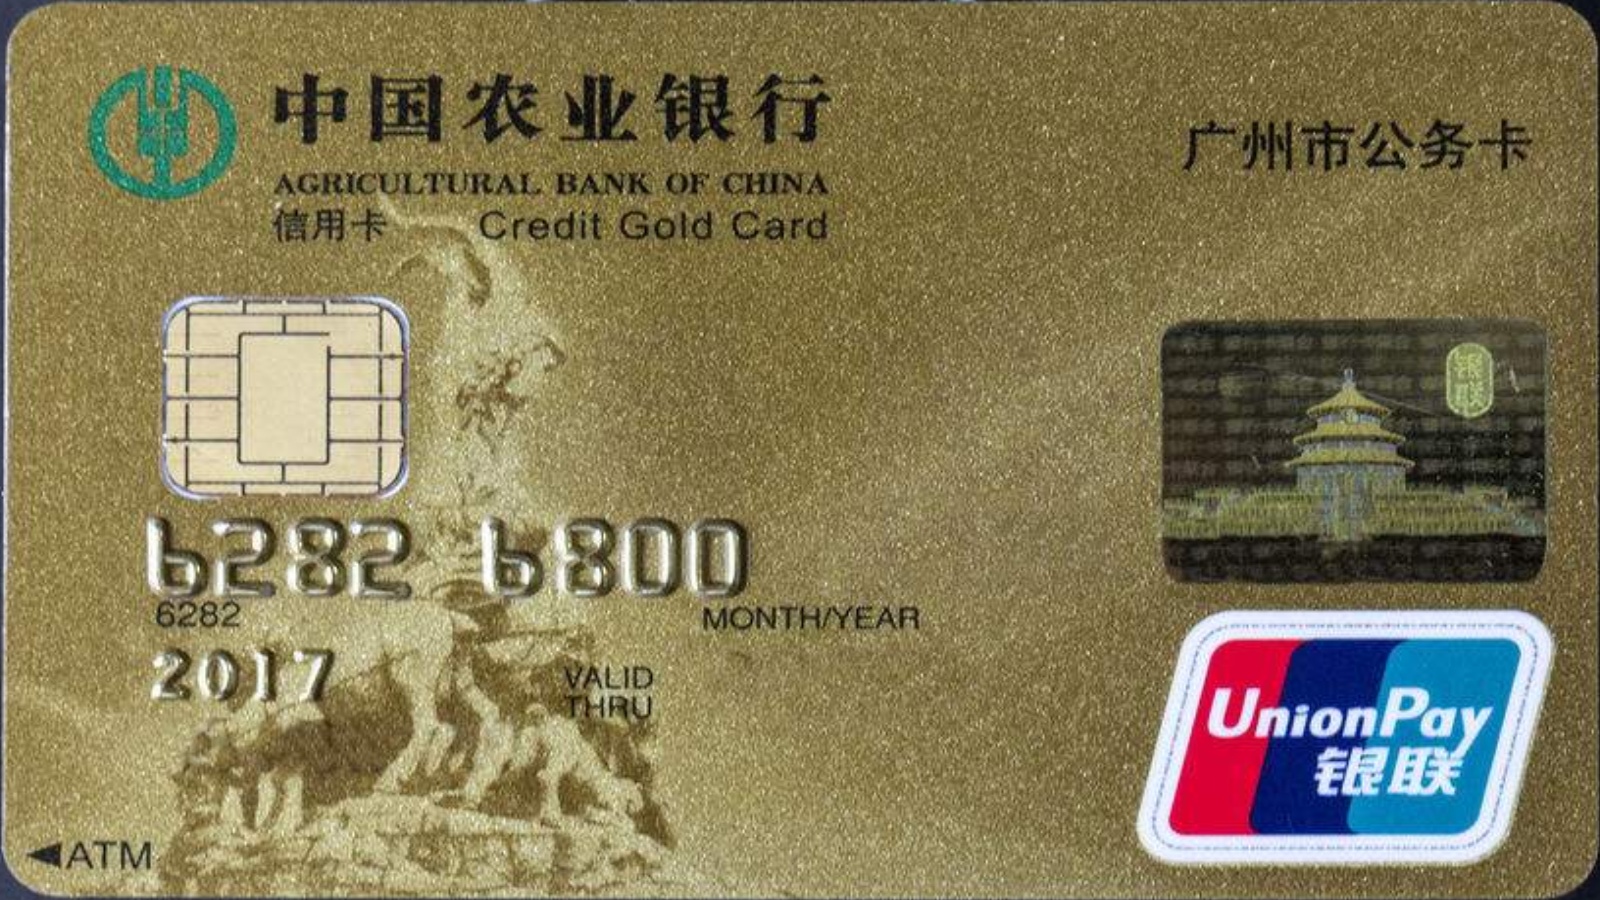 中国农业银行
AGRICULTURAL BANK OF CHINA
信用卡 Credit Gold Card
广州市公务卡
银联
6282 6800
6282
MONTH/YEAR
2017
VALID
THRU
UnionPay
银联
ATM